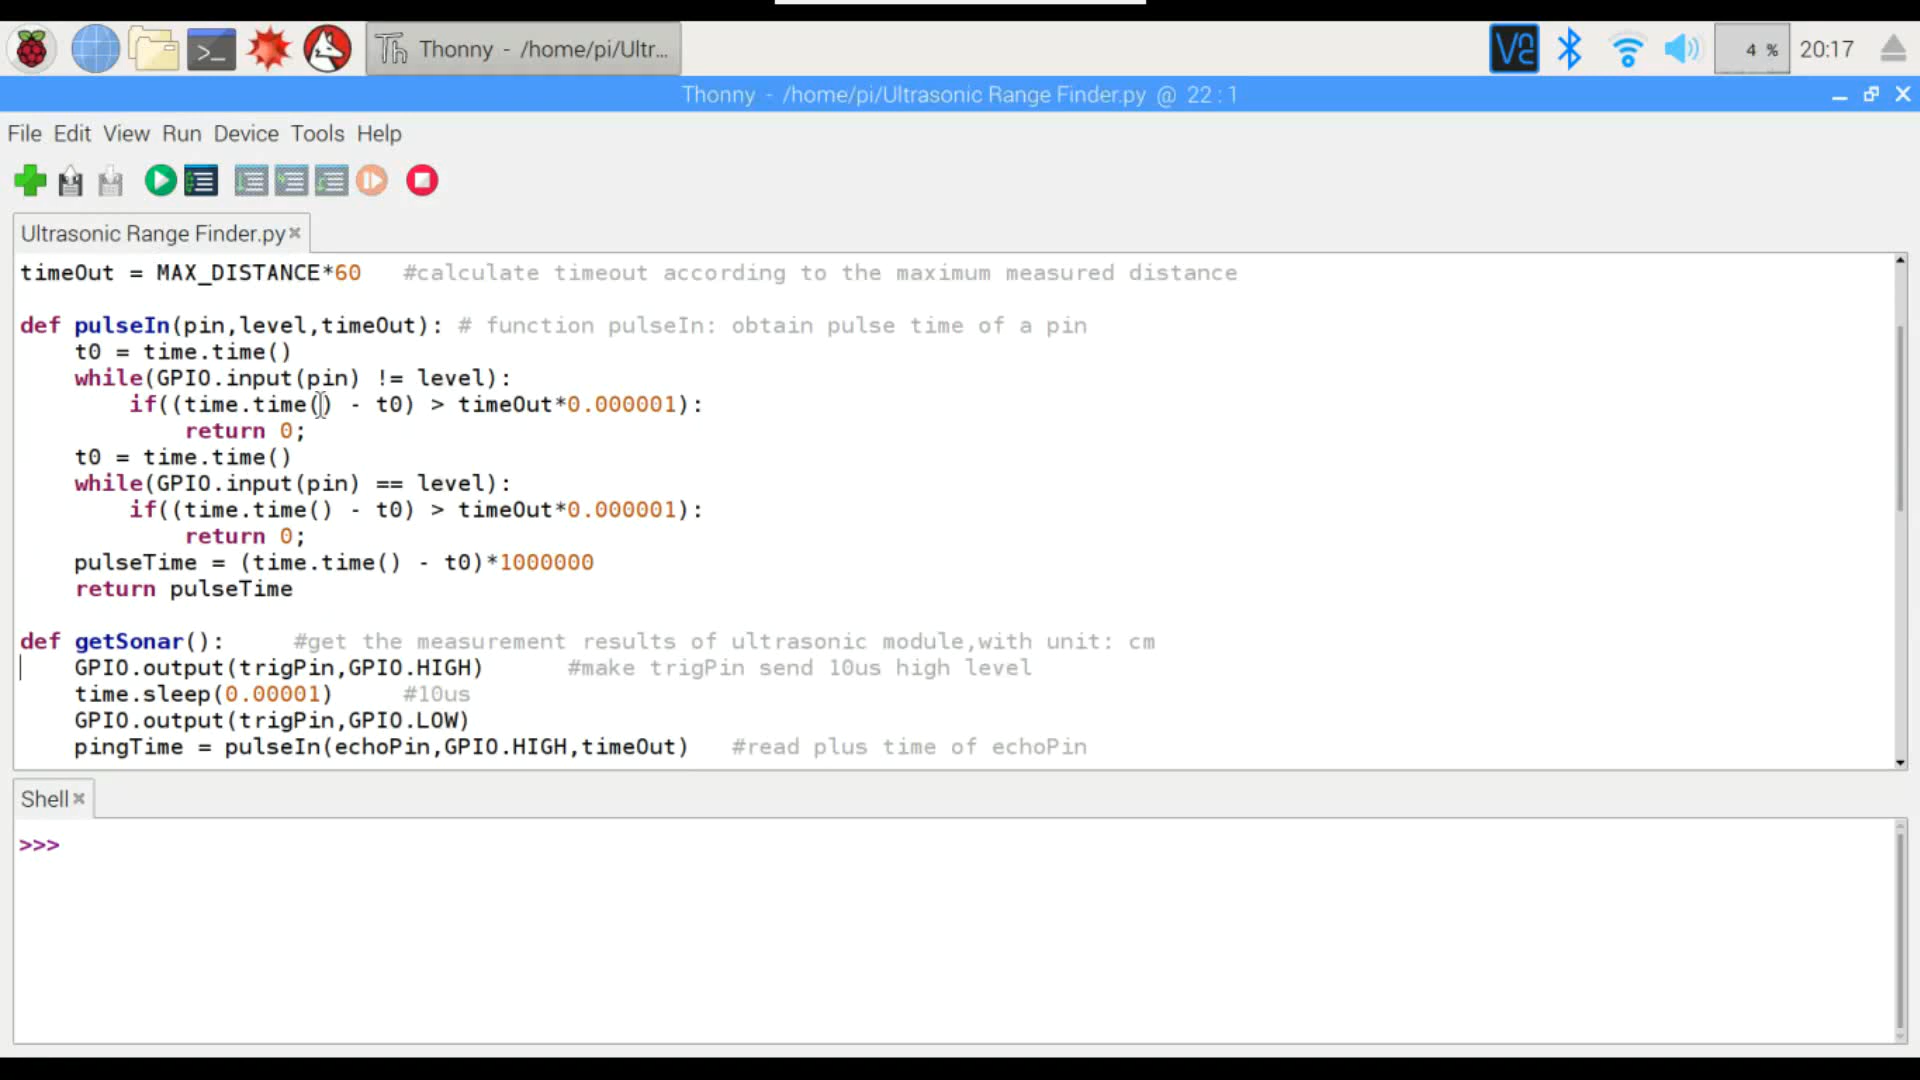 Thonny - /home/pi/Ultr...
4 %
20:17
Thonny - /home/pi/Ultrasonic Range Finder.py @ 22 : 1
File Edit View Run Device Tools Help
Ultrasonic Range Finder.py
timeOut = MAX_DISTANCE*60   #calculate timeout according to the maximum measured distance
def pulseIn(pin,level,timeOut): # function pulseIn: obtain pulse time of a pin
    t0 = time.time()
    while(GPIO.input(pin) != level):
        if((time.time() - t0) > timeOut*0.000001):
            return 0;
    t0 = time.time()
    while(GPIO.input(pin) == level):
        if((time.time() - t0) > timeOut*0.000001):
            return 0;
    pulseTime = (time.time() - t0)*1000000
    return pulseTime
def getSonar():     #get the measurement results of ultrasonic module,with unit: cm
    GPIO.output(trigPin,GPIO.HIGH)      #make trigPin send 10us high level
    time.sleep(0.00001)     #10us
    GPIO.output(trigPin,GPIO.LOW)
    pingTime = pulseIn(echoPin,GPIO.HIGH,timeOut)   #read plus time of echoPin
Shell
>>>